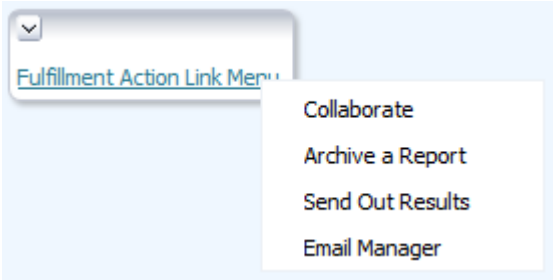 Fulfillment Action Link Menu
Collaborate
Archive a Report
Send Out Results
Email Manager